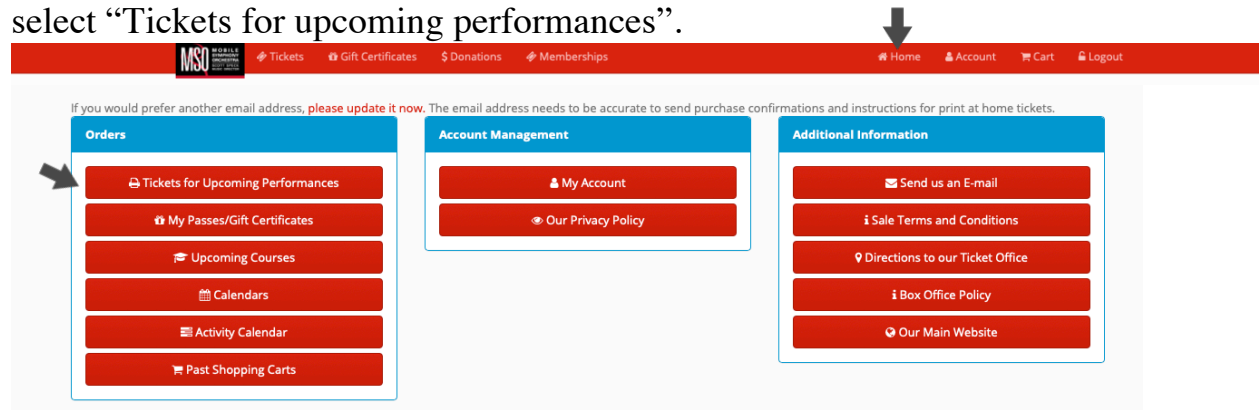 select “Tickets for upcoming performances”.
MSO MOBILE SYMPHONY ORCHESTRA Tickets Gift Certificates $ Donations Memberships Home Account Cart Logout
If you would prefer another email address, please update it now. The email address needs to be accurate to send purchase confirmations and instructions for print at home tickets.
Orders
Tickets for Upcoming Performances
My Passes/Gift Certificates
Upcoming Courses
Calendars
Activity Calendar
Past Shopping Carts
Account Management
My Account
Our Privacy Policy
Additional Information
Send us an E-mail
i Sale Terms and Conditions
Directions to our Ticket Office
i Box Office Policy
Our Main Website